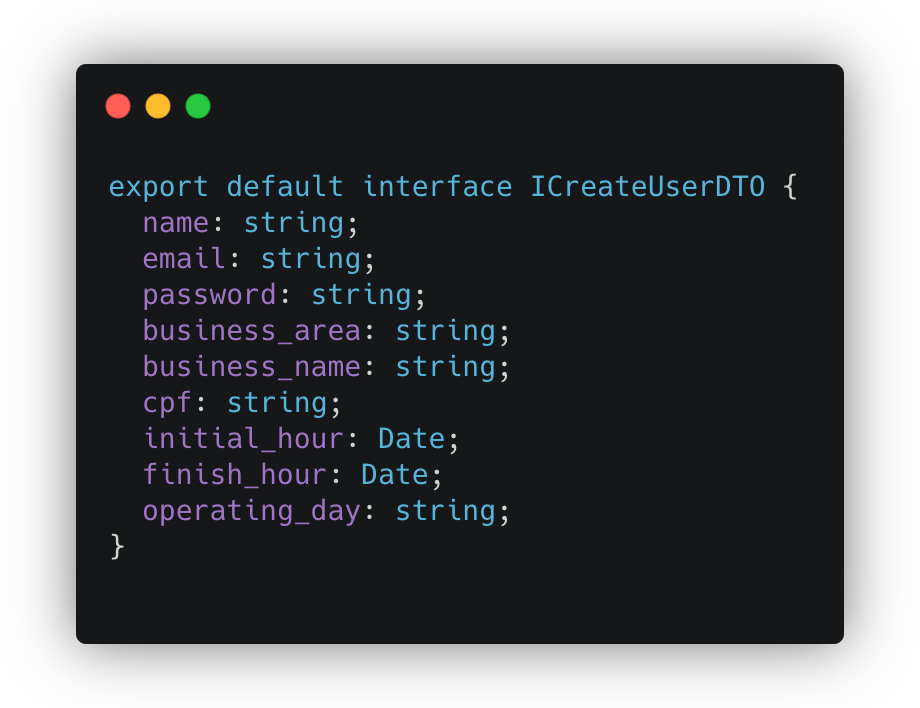 export default interface ICreateUserDTO {
  name: string;
  email: string;
  password: string;
  business_area: string;
  business_name: string;
  cpf: string;
  initial_hour: Date;
  finish_hour: Date;
  operating_day: string;
}